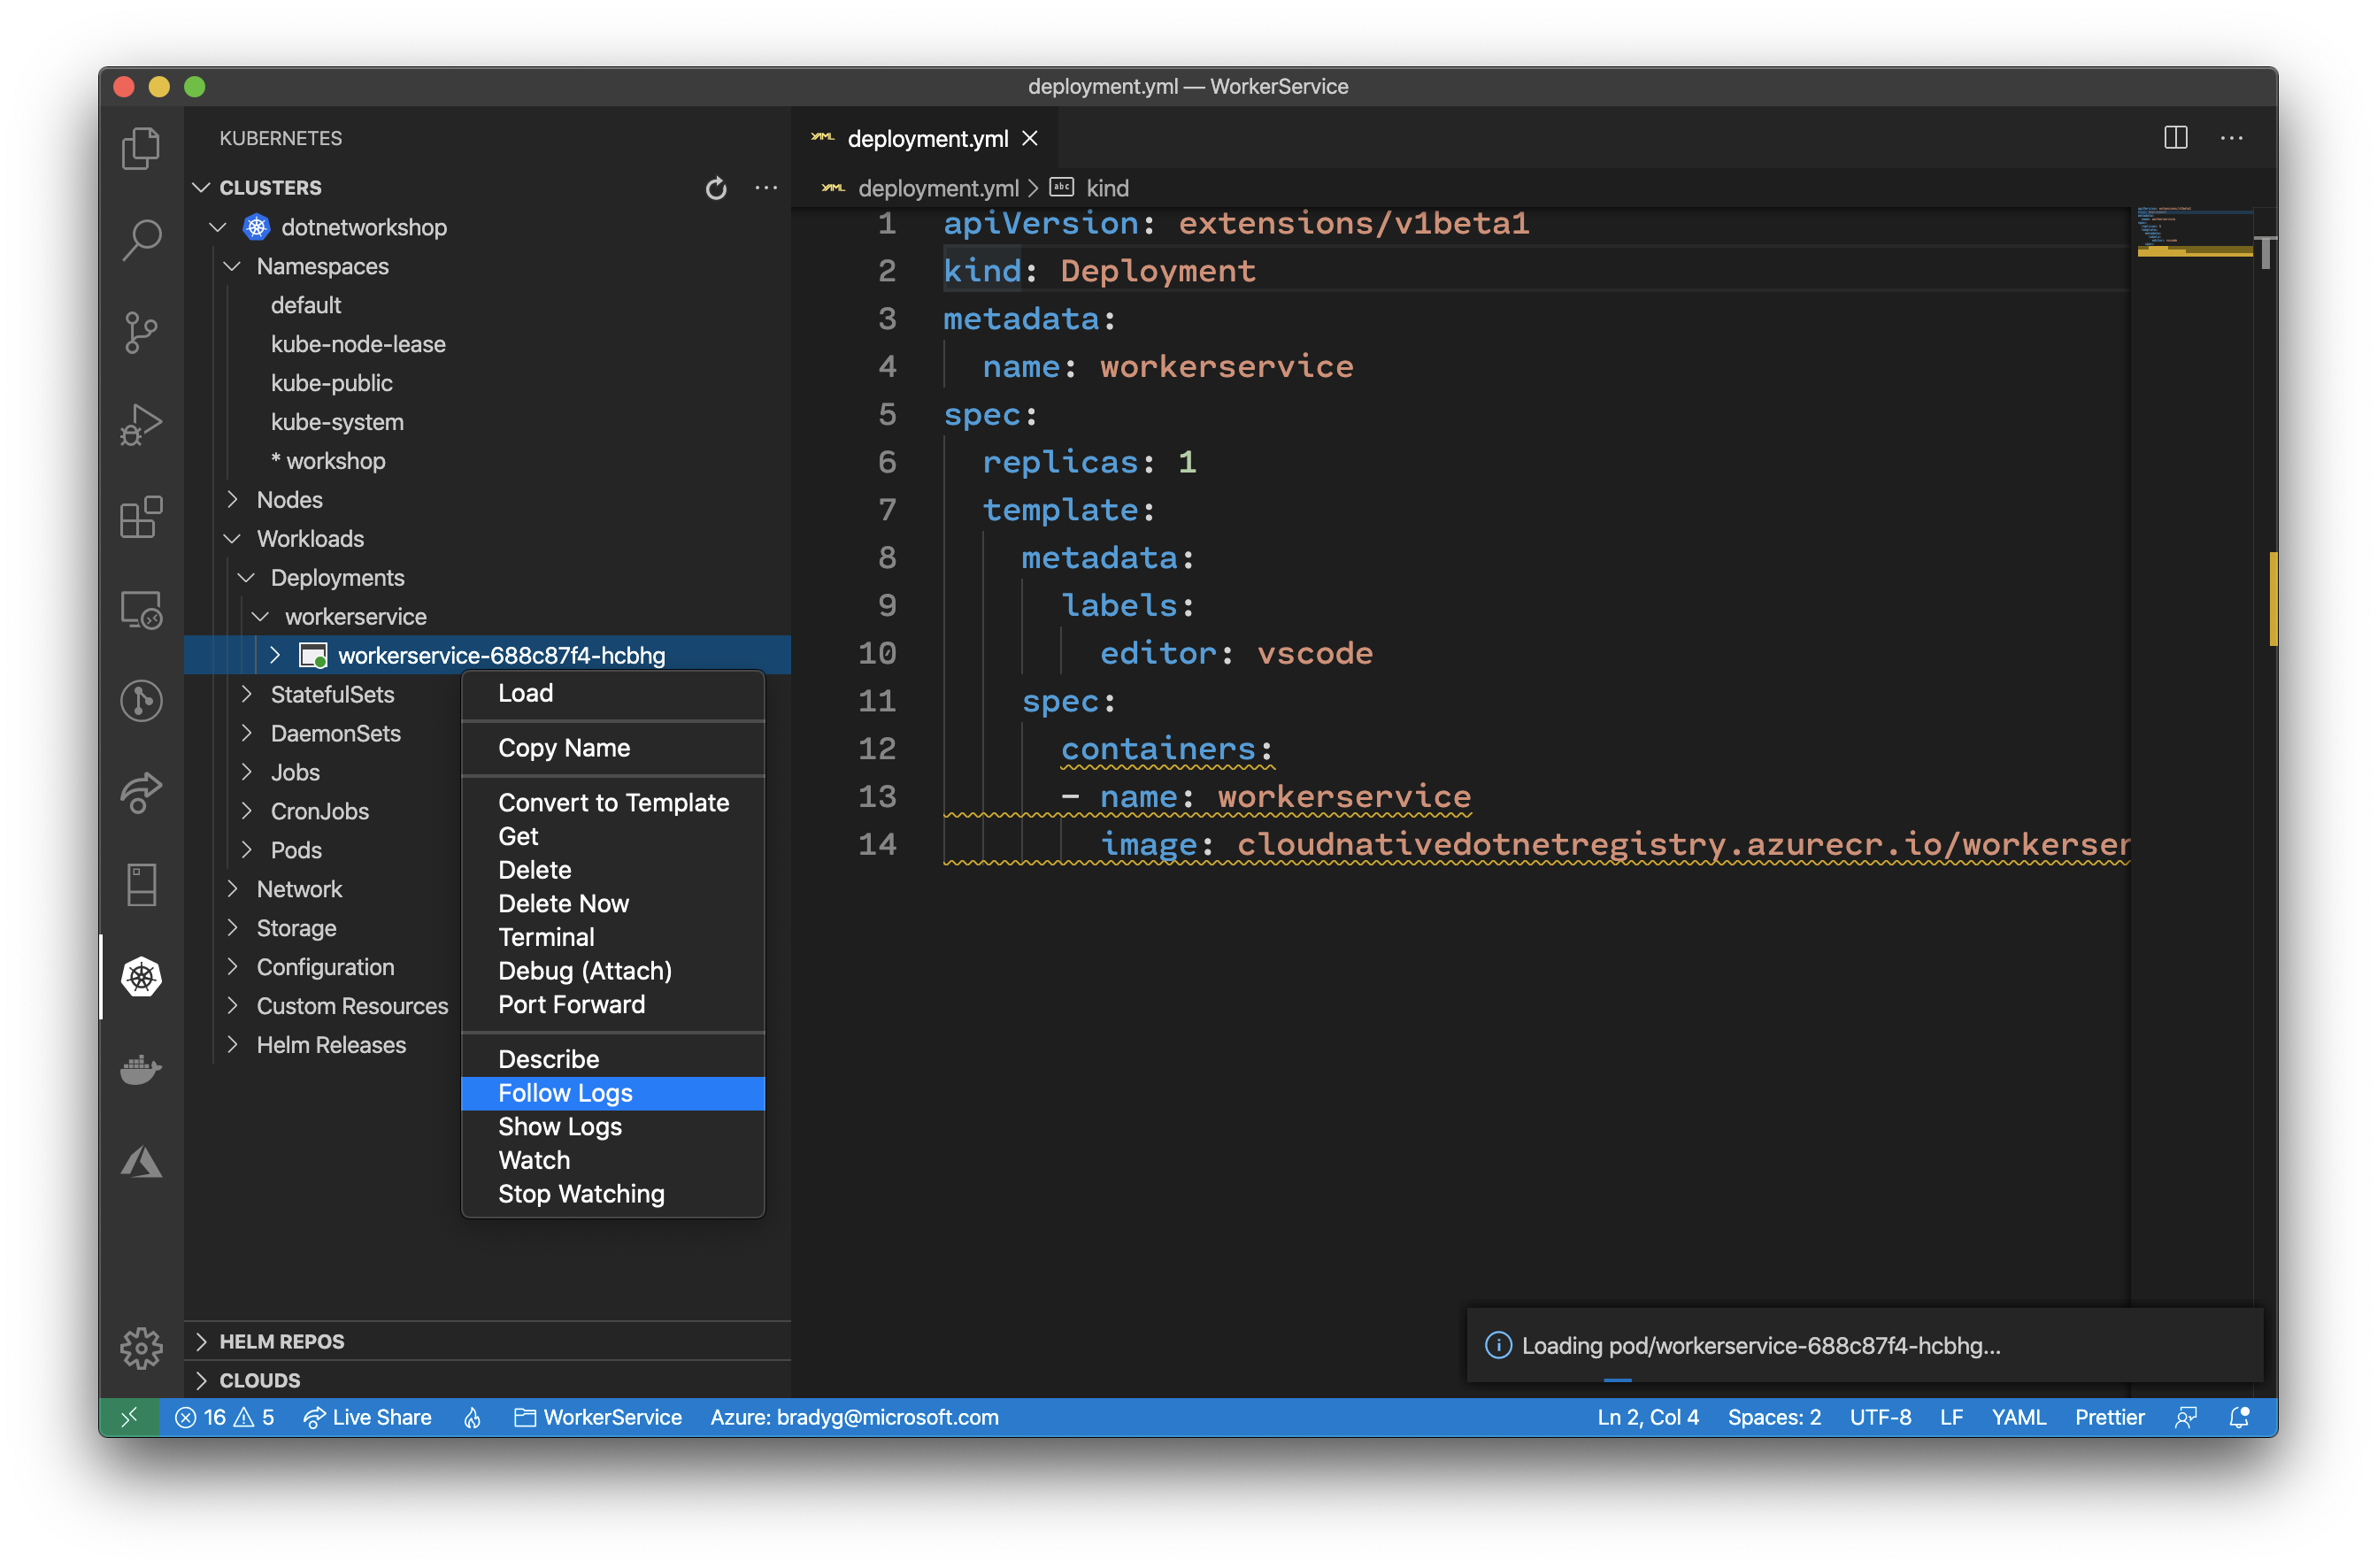 deployment.yml — WorkerService
KUBERNETES
CLUSTERS
dotnetworkshop
Namespaces
default
kube-node-lease
kube-public
kube-system
* workshop
Nodes
Workloads
Deployments
workerservice
workerservice-688c87f4-hcbhg
StatefulSets
DaemonSets
Jobs
CronJobs
Pods
Network
Storage
Configuration
Custom Resources
Helm Releases
Load
Copy Name
Convert to Template
Get
Delete
Delete Now
Terminal
Debug (Attach)
Port Forward
Describe
Follow Logs
Show Logs
Watch
Stop Watching
HELM REPOS
CLOUDS
YAML deployment.yml
YAML deployment.yml > abc kind
1 apiVersion: extensions/v1beta1
2 kind: Deployment
3 metadata:
4 name: workerservice
5 spec:
6 replicas: 1
7 template:
8 metadata:
9 labels:
10 editor: vscode
11 spec:
12 containers:
13 - name: workerservice
14 image: cloudnativedotnetregistry.azurecr.io/workerser
Loading pod/workerservice-688c87f4-hcbhg...
16 5 Live Share WorkerService Azure: bradyg@microsoft.com Ln 2, Col 4 Spaces: 2 UTF-8 LF YAML Prettier